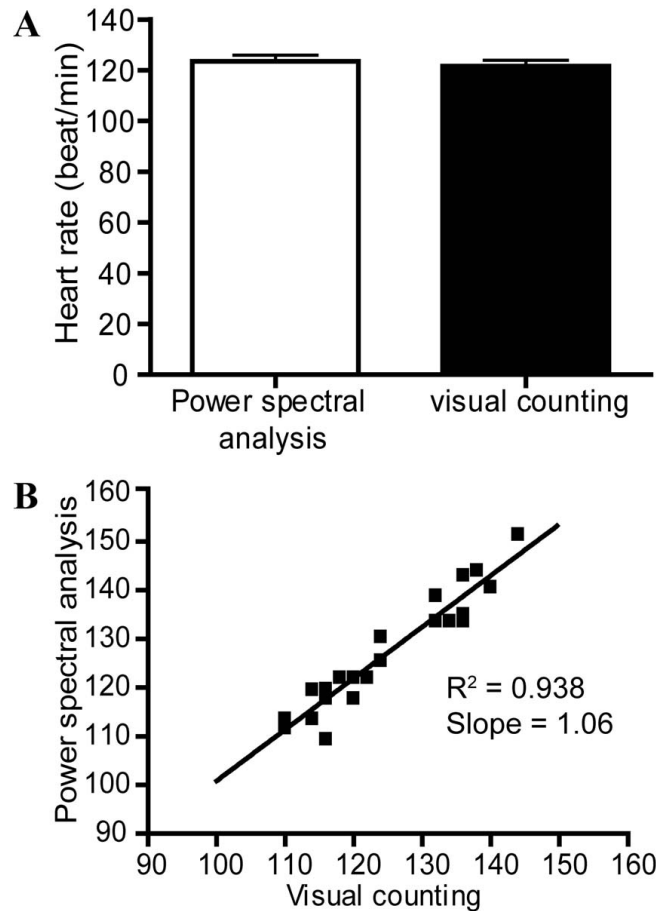 A
Heart rate (beat/min)
140
120
100
80
60
40
20
0
Power spectral
analysis
visual counting
B
Power spectral analysis
160
150
140
130
120
110
100
90
R² = 0.938
Slope = 1.06
90 100 110 120 130 140 150 160
Visual counting